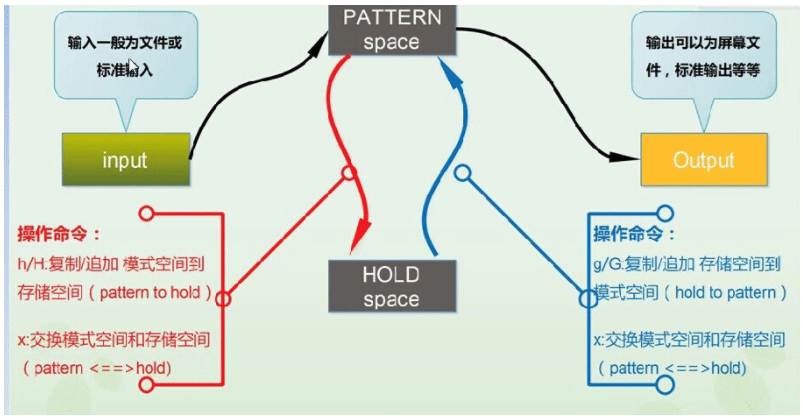 PATTERN
space
输入一般为文件或
标准输入
输出可以为屏幕文
件，标准输出等等
input
Output
操作命令：
h/H:复制/追加 模式空间到
存储空间（pattern to hold）
x:交换模式空间和存储空间
（pattern <==>hold)
HOLD
space
操作命令：
g/G:复制/追加 存储空间到
模式空间（hold to pattern）
x:交换模式空间和存储空间
（pattern <==>hold)